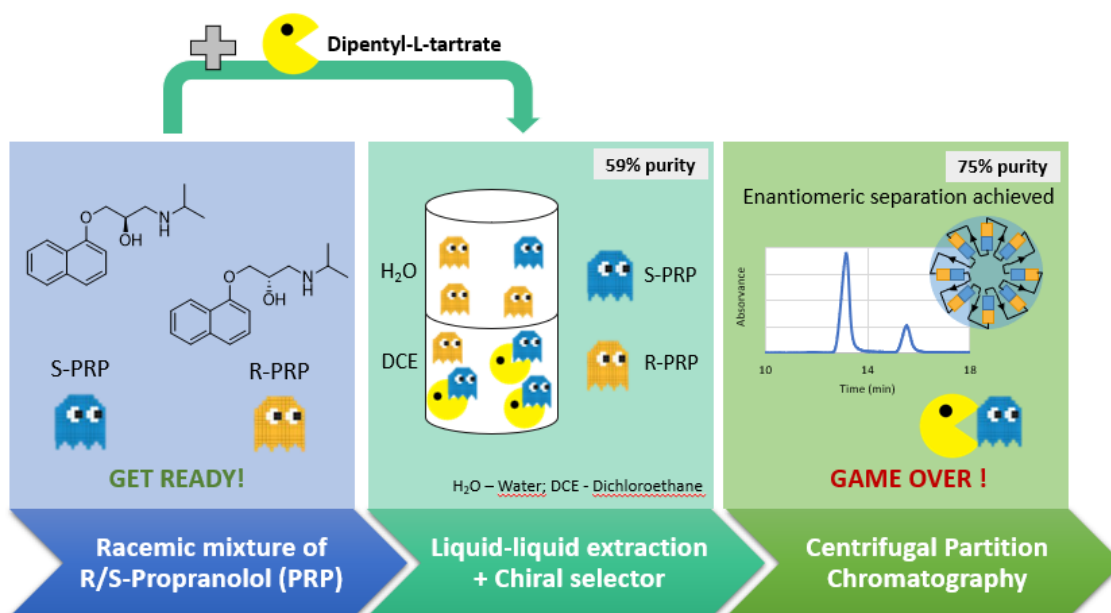 Dipentyl-L-tartrate
O
OH
N
H
O
OH
N
H
S-PRP
R-PRP
GET READY!
Racemic mixture of
R/S-Propranolol (PRP)
59% purity
H₂O
DCE
S-PRP
R-PRP
H₂O – Water; DCE - Dichloroethane
Liquid-liquid extraction
+ Chiral selector
75% purity
Enantiomeric separation achieved
Absorvance
10
14
18
Time (min)
GAME OVER !
Centrifugal Partition
Chromatography